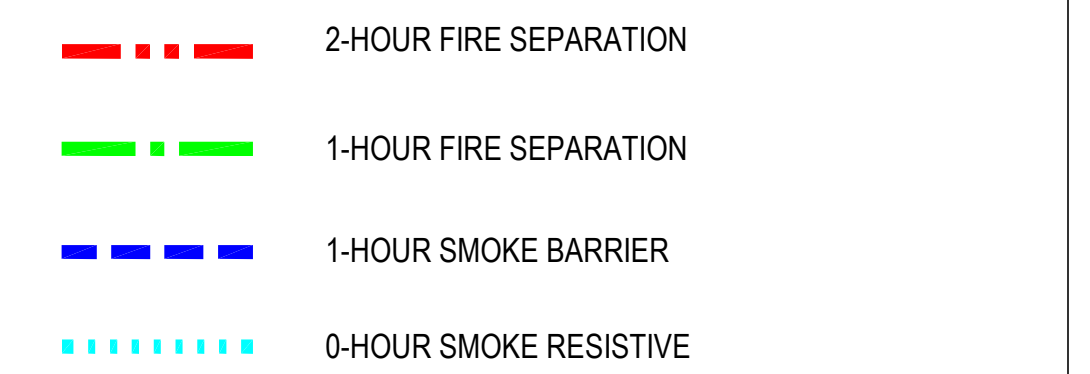 2-HOUR FIRE SEPARATION
1-HOUR FIRE SEPARATION
1-HOUR SMOKE BARRIER
0-HOUR SMOKE RESISTIVE